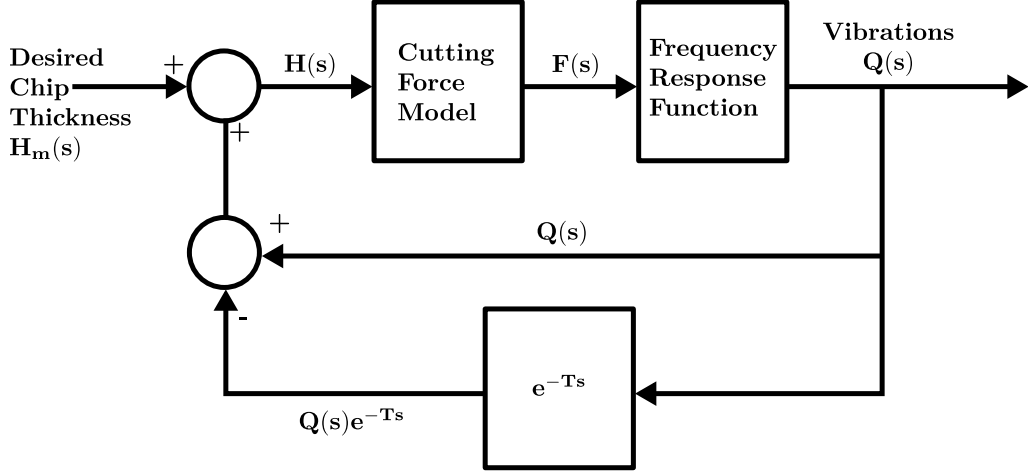 Desired
Chip
Thickness
Hₘ(s)
+
+
H(s)
Cutting
Force
Model
F(s)
Frequency
Response
Function
Vibrations
Q(s)
+
Q(s)
-
Q(s)e⁻ᵀˢ
e⁻ᵀˢ